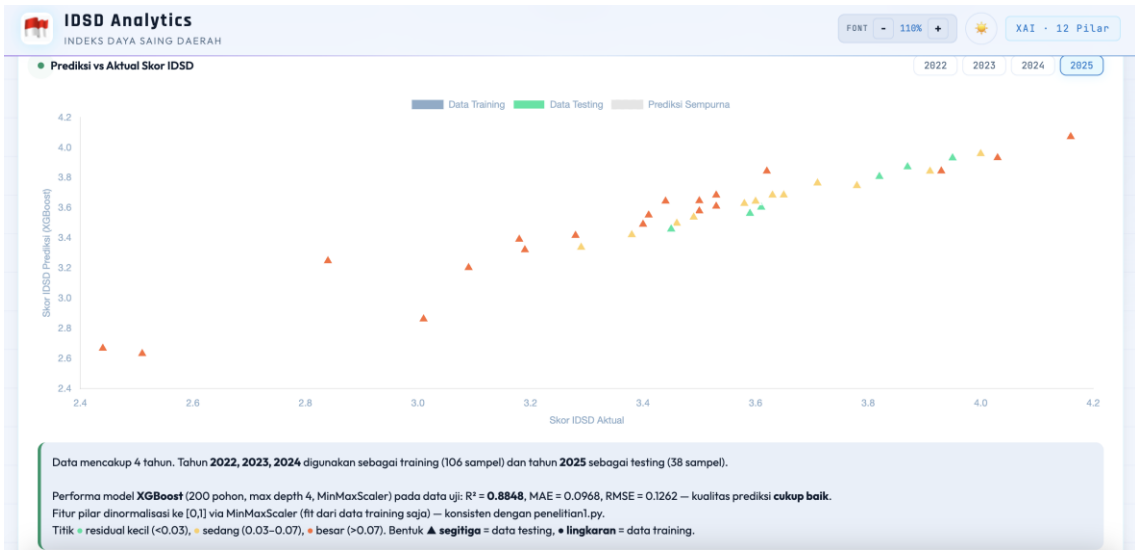 IDSD Analytics
INDEKS DAYA SAING DAERAH
FONT - 110% +
XAI · 12 Pilar
● Prediksi vs Aktual Skor IDSD
2022 2023 2024 2025
Data Training Data Testing Prediksi Sempurna
4.2
4.0
3.8
3.6
3.4
3.2
3.0
2.8
2.6
2.4
Skor IDSD Prediksi (XGBoost)
2.4 2.6 2.8 3.0 3.2 3.4 3.6 3.8 4.0 4.2
Skor IDSD Aktual
Data mencakup 4 tahun. Tahun 2022, 2023, 2024 digunakan sebagai training (106 sampel) dan tahun 2025 sebagai testing (38 sampel).
Performa model XGBoost (200 pohon, max depth 4, MinMaxScaler) pada data uji: R² = 0.8848, MAE = 0.0968, RMSE = 0.1262 — kualitas prediksi cukup baik.
Fitur pilar dinormalisasi ke [0,1] via MinMaxScaler (fit dari data training saja) — konsisten dengan penelitian1.py.
Titik ● residual kecil (<0.03), ● sedang (0.03–0.07), ● besar (>0.07). Bentuk ▲ segitiga = data testing, ● lingkaran = data training.